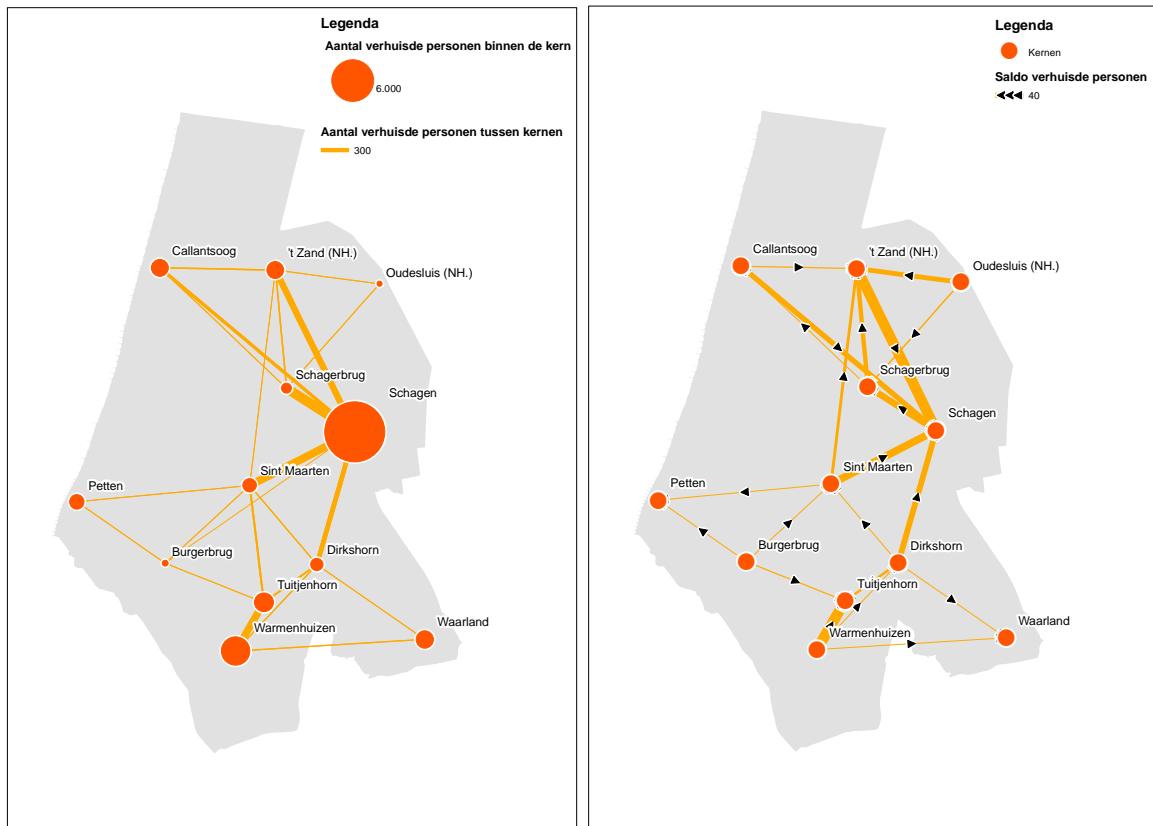 Legenda
Aantal verhuisde personen binnen de kern
6.000
Aantal verhuisde personen tussen kernen
300
Callantsoog
't Zand (NH.)
Oudesluis (NH.)
Schagerbrug
Schagen
Sint Maarten
Petten
Burgerbrug
Dirkshorn
Tuitjenhorn
Warmenhuizen
Waarland
Legenda
Kernen
Saldo verhuisde personen
40
Callantsoog
't Zand (NH.)
Oudesluis (NH.)
Schagerbrug
Schagen
Sint Maarten
Petten
Burgerbrug
Dirkshorn
Tuitjenhorn
Warmenhuizen
Waarland